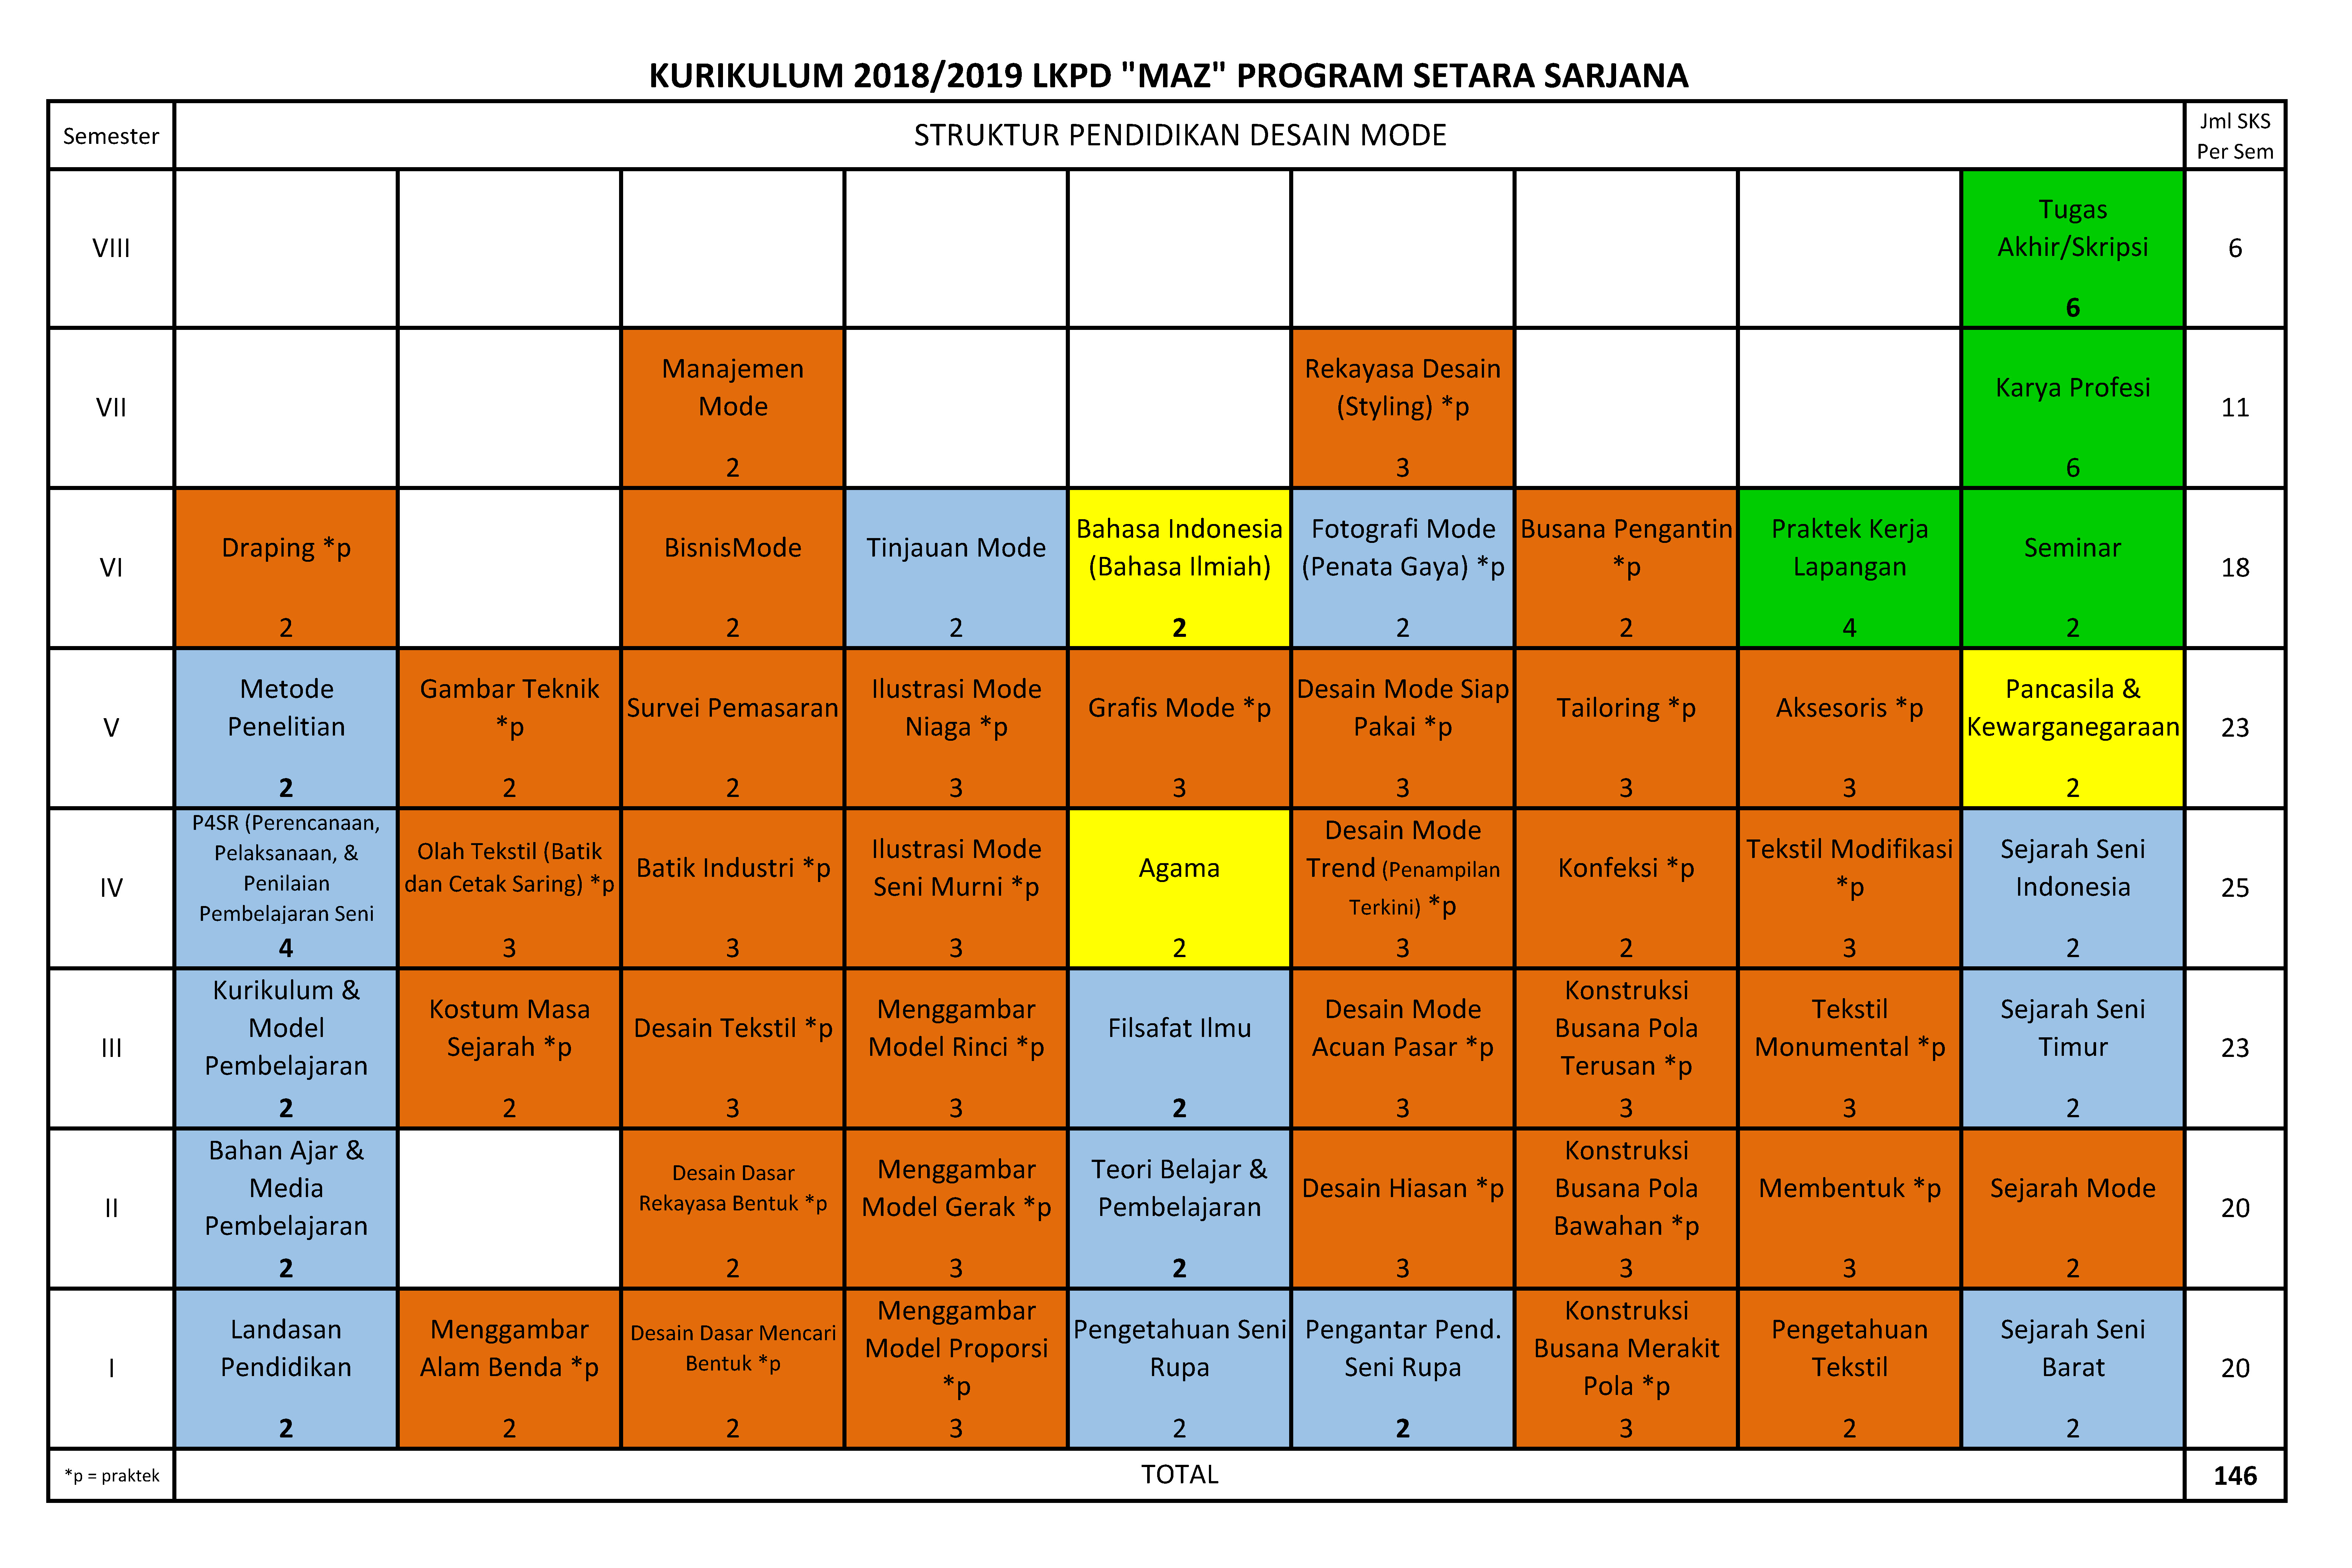 KURIKULUM 2018/2019 LKPD "MAZ" PROGRAM SETARA SARJANA
Semester
STRUKTUR PENDIDIKAN DESAIN MODE
Jml SKS
Per Sem
VIII
Tugas
Akhir/Skripsi
6
6
VII
Manajemen
Mode
2
Rekayasa Desain
(Styling) *p
3
Karya Profesi
6
11
VI
Draping *p
2
BisnisMode
2
Tinjauan Mode
2
Bahasa Indonesia
(Bahasa Ilmiah)
2
Fotografi Mode
(Penata Gaya) *p
2
Busana Pengantin
*p
2
Praktek Kerja
Lapangan
4
Seminar
2
18
V
Metode
Penelitian
2
Gambar Teknik
*p
2
Survei Pemasaran
2
Ilustrasi Mode
Niaga *p
3
Grafis Mode *p
3
Desain Mode Siap
Pakai *p
3
Tailoring *p
3
Aksesoris *p
3
Pancasila &
Kewarganegaraan
2
23
IV
P4SR (Perencanaan,
Pelaksanaan, &
Penilaian
Pembelajaran Seni
4
Olah Tekstil (Batik
dan Cetak Saring) *p
3
Batik Industri *p
3
Ilustrasi Mode
Seni Murni *p
3
Agama
2
Desain Mode
Trend (Penampilan
Terkini) *p
3
Konfeksi *p
2
Tekstil Modifikasi
*p
3
Sejarah Seni
Indonesia
2
25
III
Kurikulum &
Model
Pembelajaran
2
Kostum Masa
Sejarah *p
2
Desain Tekstil *p
3
Menggambar
Model Rinci *p
3
Filsafat Ilmu
2
Desain Mode
Acuan Pasar *p
3
Konstruksi
Busana Pola
Terusan *p
3
Tekstil
Monumental *p
3
Sejarah Seni
Timur
2
23
II
Bahan Ajar &
Media
Pembelajaran
2
Desain Dasar
Rekayasa Bentuk *p
2
Menggambar
Model Gerak *p
3
Teori Belajar &
Pembelajaran
2
Desain Hiasan *p
3
Konstruksi
Busana Pola
Bawahan *p
3
Membentuk *p
3
Sejarah Mode
2
20
I
Landasan
Pendidikan
2
Menggambar
Alam Benda *p
2
Desain Dasar Mencari
Bentuk *p
2
Menggambar
Model Proporsi
*p
3
Pengetahuan Seni
Rupa
2
Pengantar Pend.
Seni Rupa
2
Konstruksi
Busana Merakit
Pola *p
3
Pengetahuan
Tekstil
2
Sejarah Seni
Barat
2
20
*p = praktek
TOTAL
146